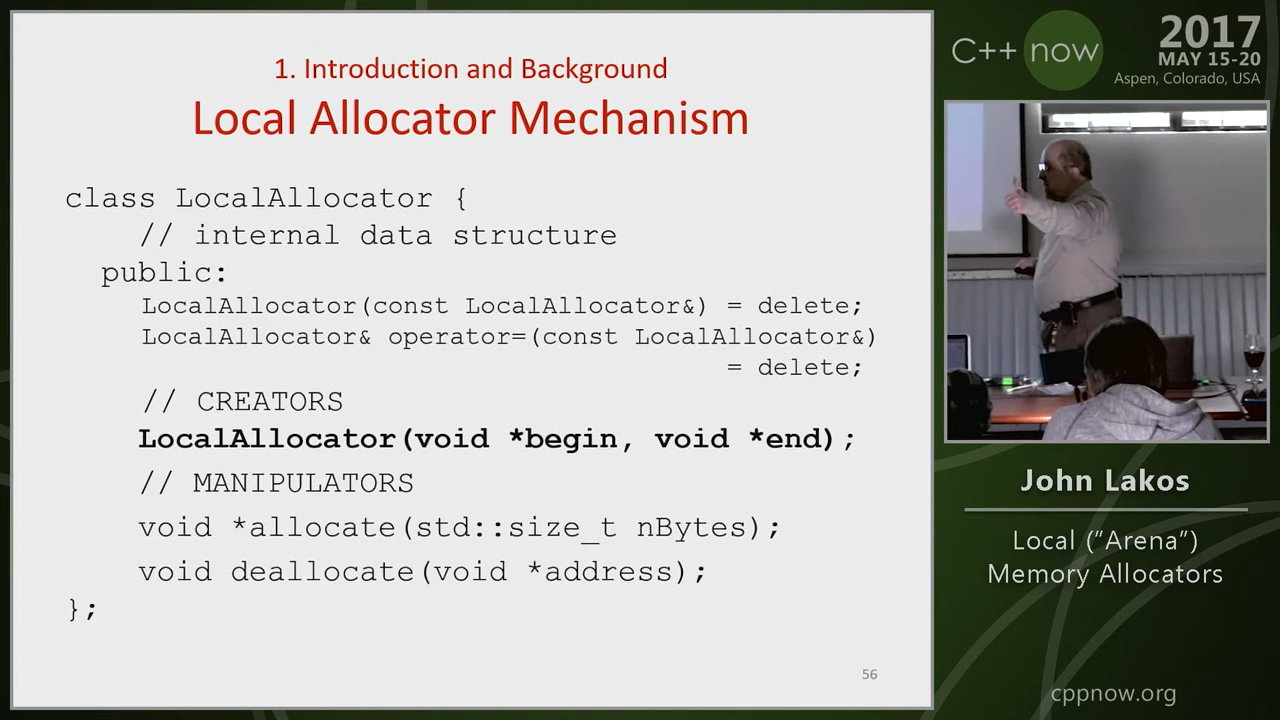 1. Introduction and Background
Local Allocator Mechanism
class LocalAllocator {
// internal data structure
public:
LocalAllocator(const LocalAllocator&) = delete;
LocalAllocator& operator=(const LocalAllocator&)
= delete;
// CREATORS
LocalAllocator(void *begin, void *end);
// MANIPULATORS
void *allocate(std::size_t nBytes);
void deallocate(void *address);
};
56
C++ now
2017
MAY 15-20
Aspen, Colorado, USA
John Lakos
Local ("Arena")
Memory Allocators
cppnow.org